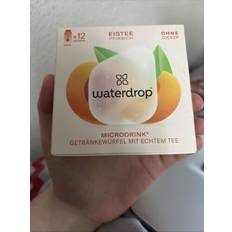 x12
EISTEE
PFIRSICH
OHNE
ZUCKER
waterdrop®
MICRODRINK®
GETRÄNKEWÜRFEL MIT ECHTEM TEE